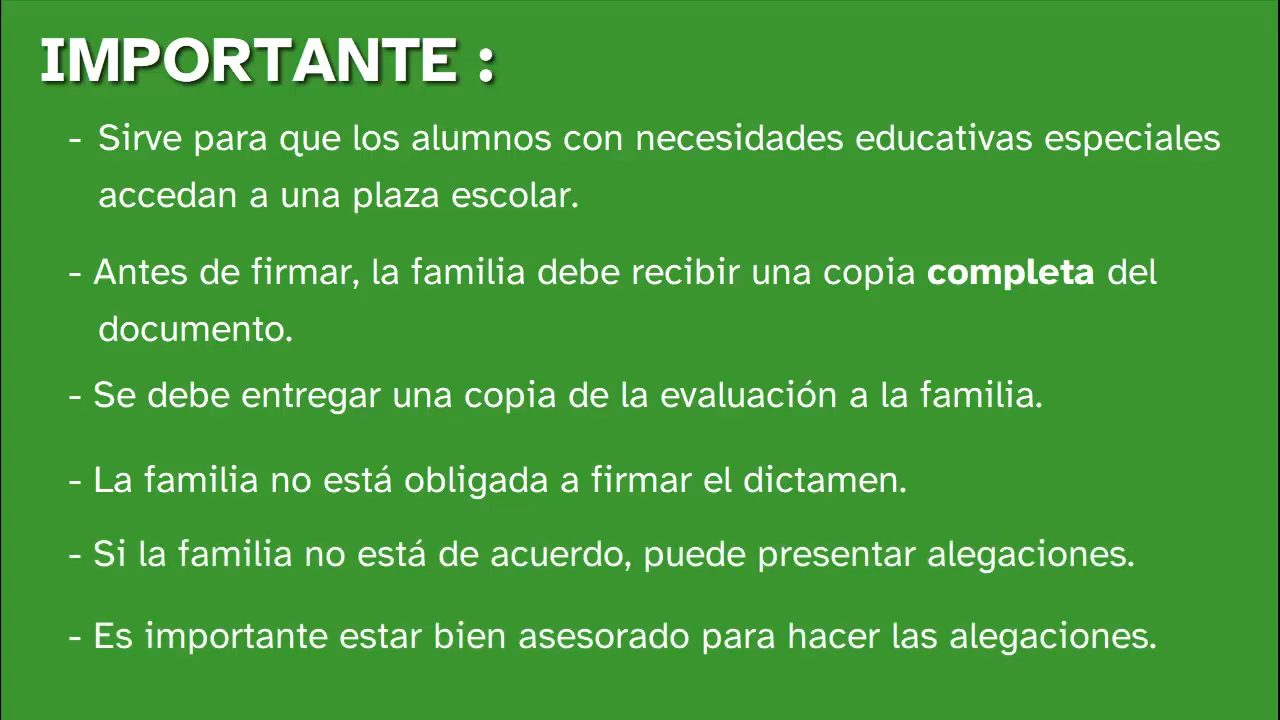 IMPORTANTE :
- Sirve para que los alumnos con necesidades educativas especiales
accedan a una plaza escolar.
- Antes de firmar, la familia debe recibir una copia completa del
documento.
- Se debe entregar una copia de la evaluación a la familia.
- La familia no está obligada a firmar el dictamen.
- Si la familia no está de acuerdo, puede presentar alegaciones.
- Es importante estar bien asesorado para hacer las alegaciones.